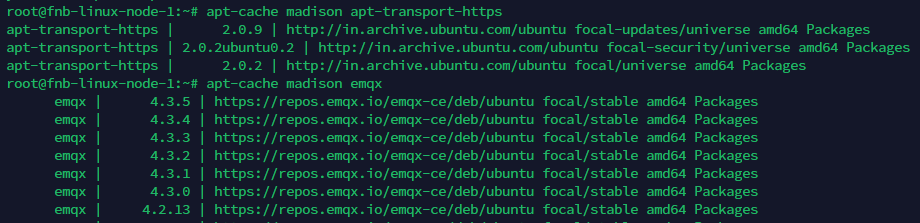 root@fnb-linux-node-1:~# apt-cache madison apt-transport-https
apt-transport-https |      2.0.9 | http://in.archive.ubuntu.com/ubuntu focal-updates/universe amd64 Packages
apt-transport-https | 2.0.2ubuntu0.2 | http://in.archive.ubuntu.com/ubuntu focal-security/universe amd64 Packages
apt-transport-https |      2.0.2 | http://in.archive.ubuntu.com/ubuntu focal/universe amd64 Packages
root@fnb-linux-node-1:~# apt-cache madison emqx
      emqx |      4.3.5 | https://repos.emqx.io/emqx-ce/deb/ubuntu focal/stable amd64 Packages
      emqx |      4.3.4 | https://repos.emqx.io/emqx-ce/deb/ubuntu focal/stable amd64 Packages
      emqx |      4.3.3 | https://repos.emqx.io/emqx-ce/deb/ubuntu focal/stable amd64 Packages
      emqx |      4.3.2 | https://repos.emqx.io/emqx-ce/deb/ubuntu focal/stable amd64 Packages
      emqx |      4.3.1 | https://repos.emqx.io/emqx-ce/deb/ubuntu focal/stable amd64 Packages
      emqx |      4.3.0 | https://repos.emqx.io/emqx-ce/deb/ubuntu focal/stable amd64 Packages
      emqx |     4.2.13 | https://repos.emqx.io/emqx-ce/deb/ubuntu focal/stable amd64 Packages